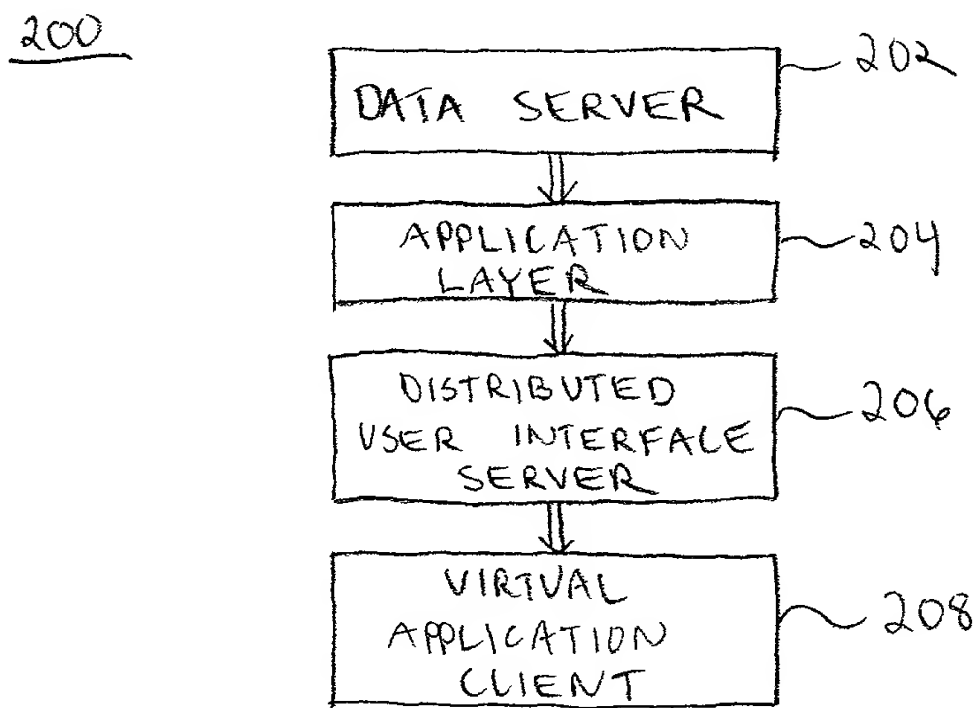 200
DATA SERVER
202
APPLICATION
LAYER
204
DISTRIBUTED
USER INTERFACE
SERVER
206
VIRTUAL
APPLICATION
CLIENT
208